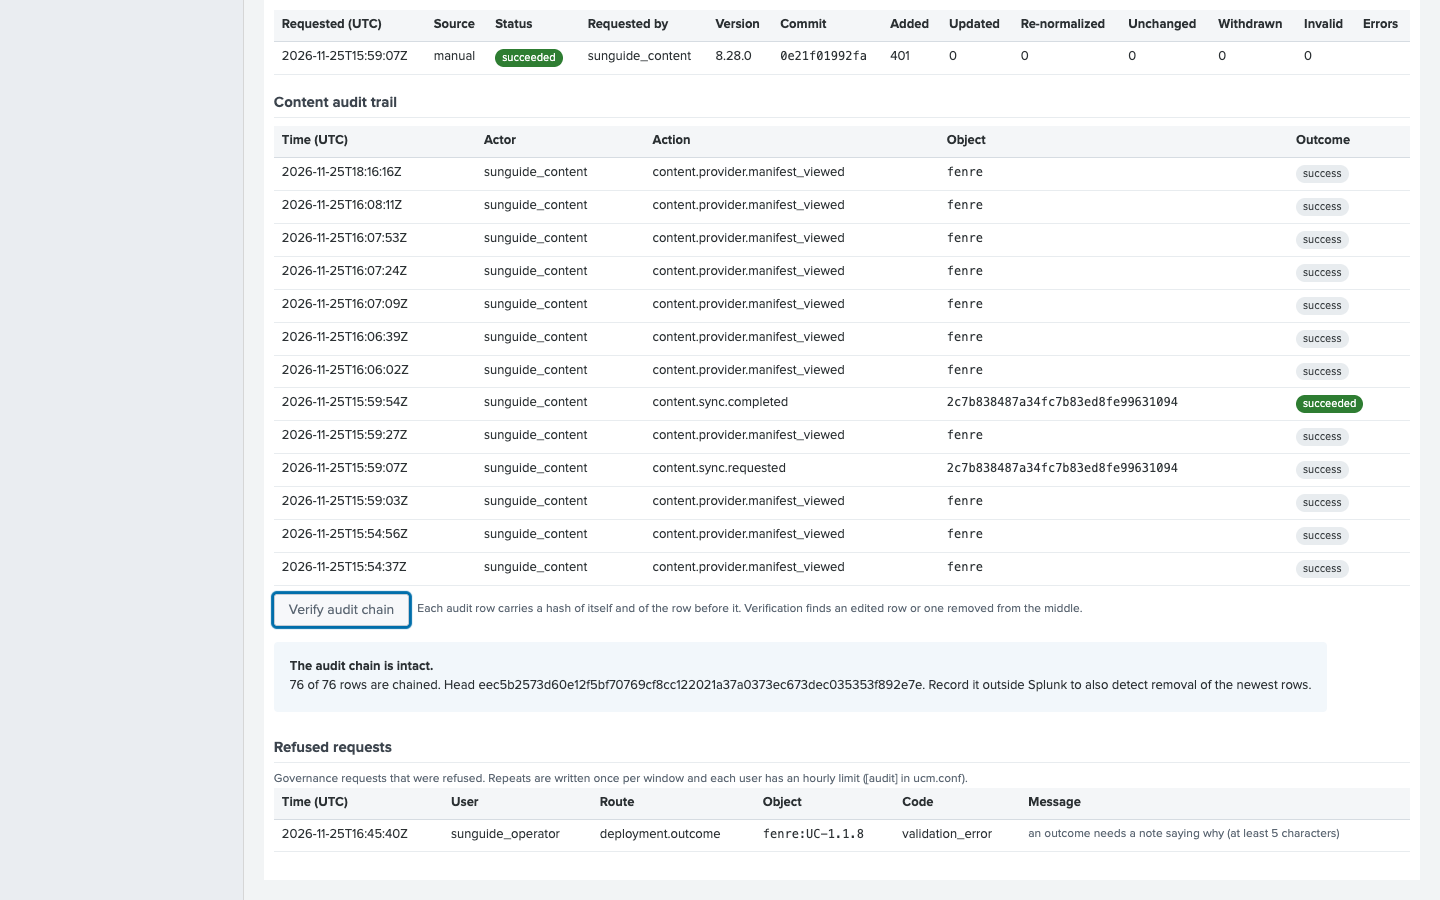 Requested (UTC) Source Status Requested by Version Commit Added Updated Re-normalized Unchanged Withdrawn Invalid Errors
2026-11-25T15:59:07Z manual succeeded sunguide_content 8.28.0 0e21f01992fa 401 0 0 0 0 0
Content audit trail
Time (UTC) Actor Action Object Outcome
2026-11-25T18:16:16Z sunguide_content content.provider.manifest_viewed fenre success
2026-11-25T16:08:11Z sunguide_content content.provider.manifest_viewed fenre success
2026-11-25T16:07:53Z sunguide_content content.provider.manifest_viewed fenre success
2026-11-25T16:07:24Z sunguide_content content.provider.manifest_viewed fenre success
2026-11-25T16:07:09Z sunguide_content content.provider.manifest_viewed fenre success
2026-11-25T16:06:39Z sunguide_content content.provider.manifest_viewed fenre success
2026-11-25T16:06:02Z sunguide_content content.provider.manifest_viewed fenre success
2026-11-25T15:59:54Z sunguide_content content.sync.completed 2c7b838487a34fc7b83ed8fe99631094 succeeded
2026-11-25T15:59:27Z sunguide_content content.provider.manifest_viewed fenre success
2026-11-25T15:59:07Z sunguide_content content.sync.requested 2c7b838487a34fc7b83ed8fe99631094 success
2026-11-25T15:59:03Z sunguide_content content.provider.manifest_viewed fenre success
2026-11-25T15:54:56Z sunguide_content content.provider.manifest_viewed fenre success
2026-11-25T15:54:37Z sunguide_content content.provider.manifest_viewed fenre success
Verify audit chain Each audit row carries a hash of itself and of the row before it. Verification finds an edited row or one removed from the middle.
The audit chain is intact.
76 of 76 rows are chained. Head eec5b2573d60e12f5bf70769cf8cc122021a37a0373ec673dec035353f892e7e. Record it outside Splunk to also detect removal of the newest rows.
Refused requests
Governance requests that were refused. Repeats are written once per window and each user has an hourly limit ([audit] in ucm.conf).
Time (UTC) User Route Object Code Message
2026-11-25T16:45:40Z sunguide_operator deployment.outcome fenre:UC-1.1.8 validation_error an outcome needs a note saying why (at least 5 characters)